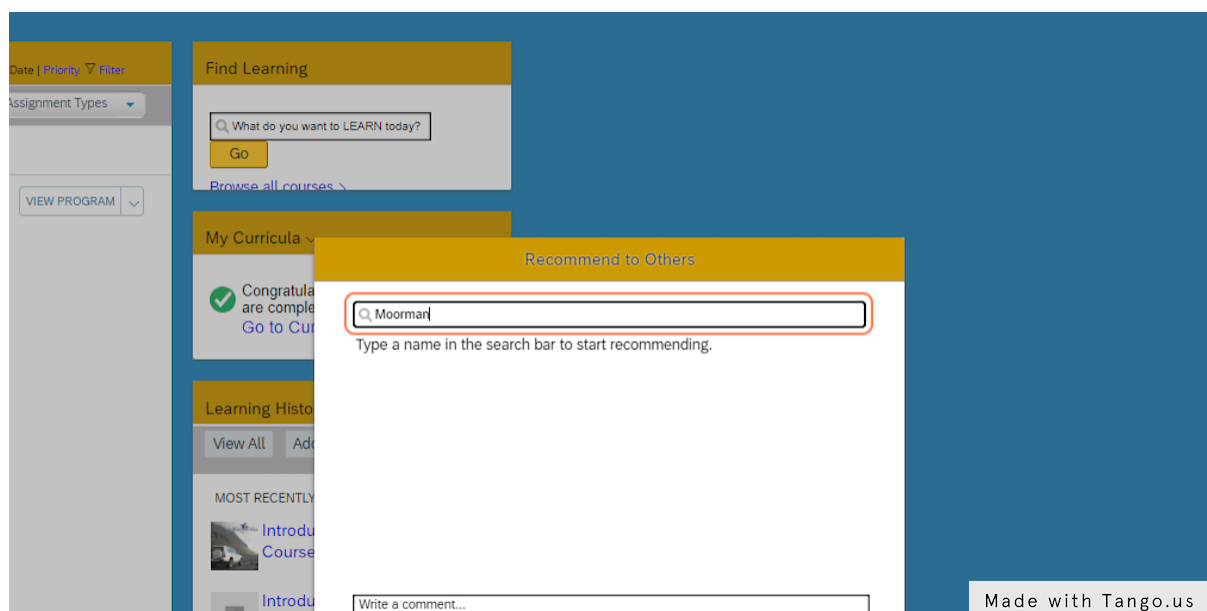 Date | Priority Filter
Assignment Types
VIEW PROGRAM
Find Learning
What do you want to LEARN today?
Go
Browse all courses
My Curricula
Congratula
are comple
Go to Cur
Learning Histo
View All Add
MOST RECENTLY
Introdu
Course
Introdu
Recommend to Others
Moorman
Type a name in the search bar to start recommending.
Write a comment...
Made with Tango.us